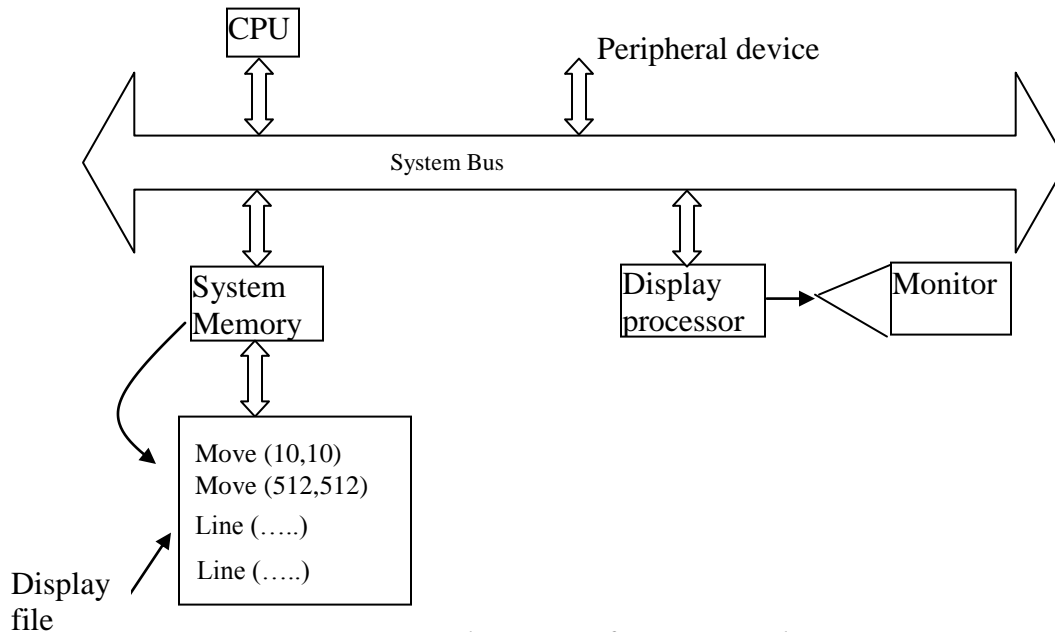 CPU
Peripheral device
System Bus
System
Memory
Display
processor
Monitor
Move (10,10)
Move (512,512)
Line (…..)
Line (…..)
Display
file